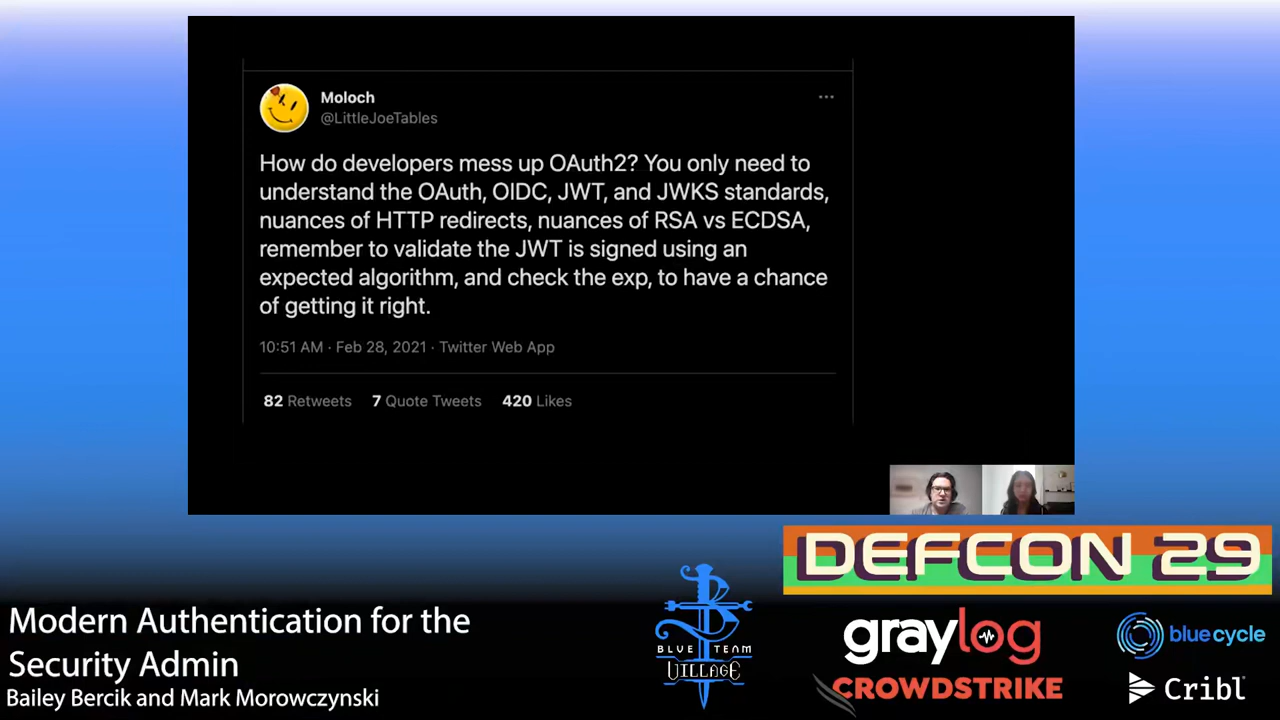 Moloch
@LittleJoeTables
How do developers mess up OAuth2? You only need to
understand the OAuth, OIDC, JWT, and JWKS standards,
nuances of HTTP redirects, nuances of RSA vs ECDSA,
remember to validate the JWT is signed using an
expected algorithm, and check the exp, to have a chance
of getting it right.
10:51 AM · Feb 28, 2021 · Twitter Web App
82 Retweets 7 Quote Tweets 420 Likes
DEFCON 29
Modern Authentication for the
Security Admin
Bailey Bercik and Mark Morowczynski
BLUE TEAM
VILLAGE
graylog
blue cycle
CROWDSTRIKE
Cribl